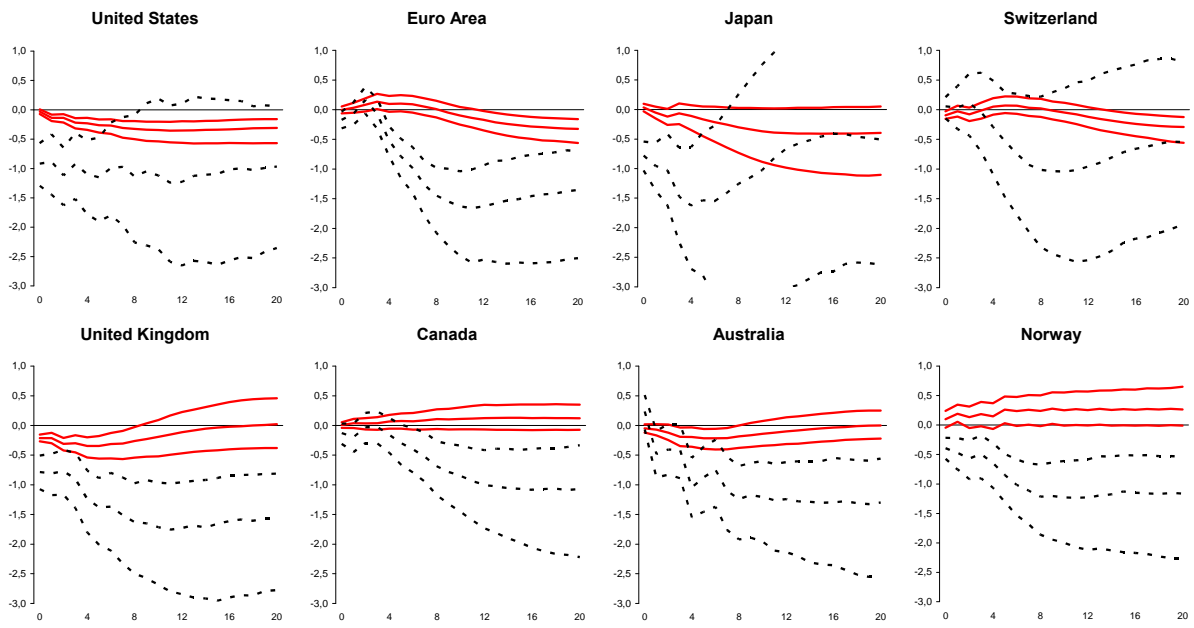 United States Euro Area Japan Switzerland
1,0 1,0 1,0 1,0
0,5 0,5 0,5 0,5
0,0 0,0 0,0 0,0
-0,5 -0,5 -0,5 -0,5
-1,0 -1,0 -1,0 -1,0
-1,5 -1,5 -1,5 -1,5
-2,0 -2,0 -2,0 -2,0
-2,5 -2,5 -2,5 -2,5
-3,0 -3,0 -3,0 -3,0
0 4 8 12 16 20 0 4 8 12 16 20 0 4 8 12 16 20 0 4 8 12 16 20
United Kingdom Canada Australia Norway
1,0 1,0 1,0 1,0
0,5 0,5 0,5 0,5
0,0 0,0 0,0 0,0
-0,5 -0,5 -0,5 -0,5
-1,0 -1,0 -1,0 -1,0
-1,5 -1,5 -1,5 -1,5
-2,0 -2,0 -2,0 -2,0
-2,5 -2,5 -2,5 -2,5
-3,0 -3,0 -3,0 -3,0
0 4 8 12 16 20 0 4 8 12 16 20 0 4 8 12 16 20 0 4 8 12 16 20